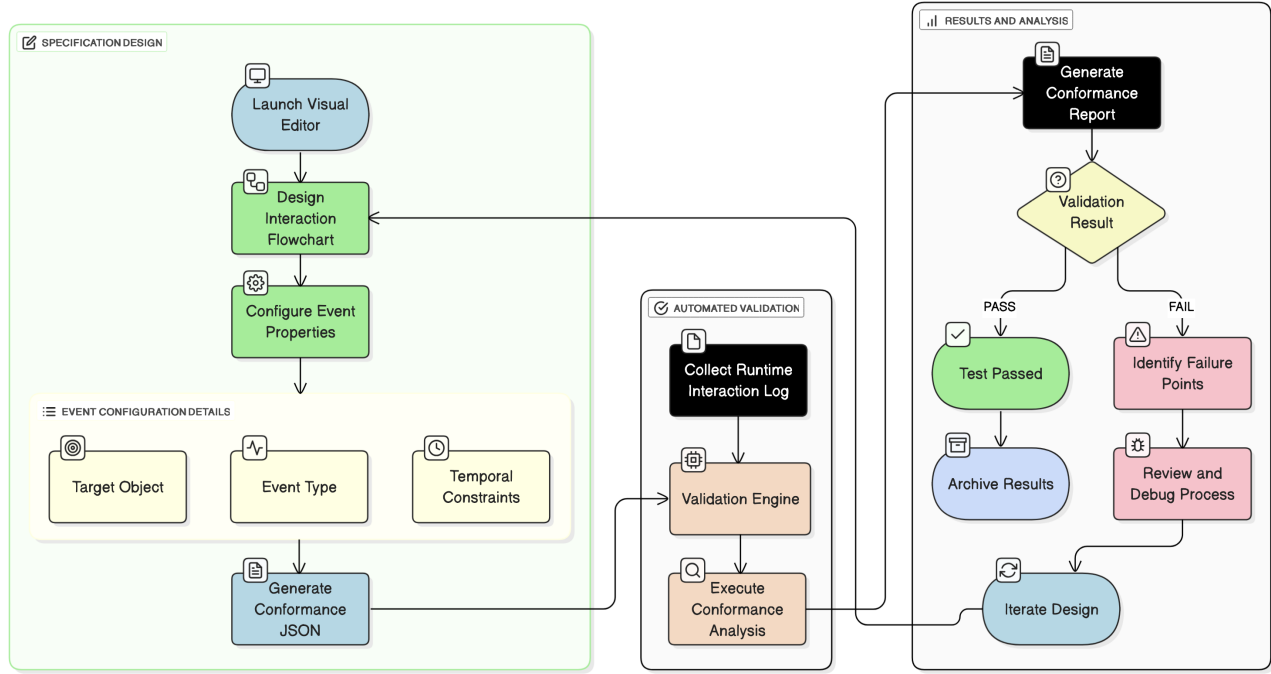 SPECIFICATION DESIGN
Launch Visual
Editor
Design
Interaction
Flowchart
Configure Event
Properties
EVENT CONFIGURATION DETAILS
Target Object
Event Type
Temporal
Constraints
Generate
Conformance
JSON
AUTOMATED VALIDATION
Collect Runtime
Interaction Log
Validation Engine
Execute
Conformance
Analysis
RESULTS AND ANALYSIS
Generate
Conformance
Report
Validation
Result
PASS
FAIL
Test Passed
Identify Failure
Points
Archive Results
Review and
Debug Process
Iterate Design